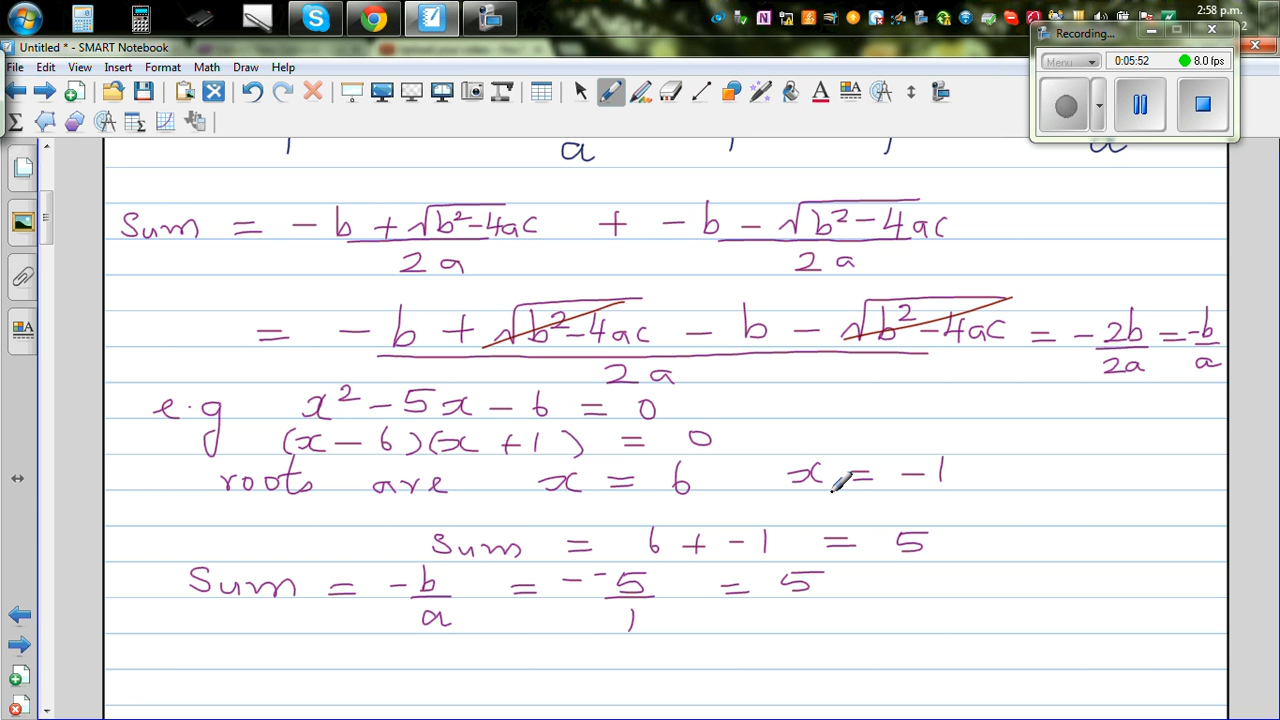 2:58 p.m.
2
Untitled * - SMART Notebook
Recording...
File Edit View Insert Format Math Draw Help
Menu 0:05:52 8.0 fps
a a
Sum = -b + √b²-4ac / 2a + -b - √b²-4ac / 2a
= -b + √b²-4ac - b - √b²-4ac / 2a = -2b/2a = -b/a
e.g x² - 5x - 6 = 0
(x - 6)(x + 1) = 0
roots are x = 6 x = -1
Sum = 6 + -1 = 5
Sum = -b/a = --5/1 = 5